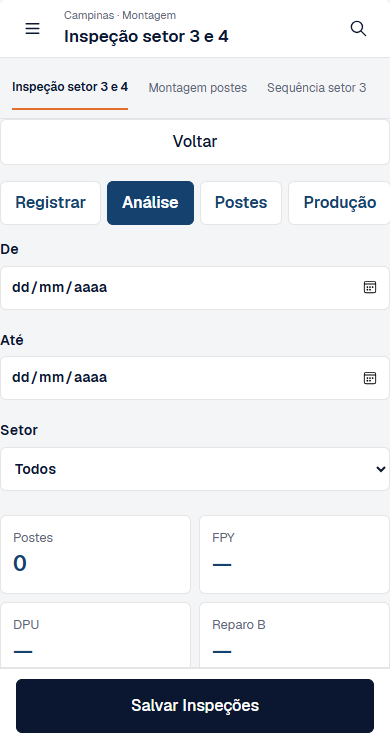 Campinas · Montagem
Inspeção setor 3 e 4
Inspeção setor 3 e 4 Montagem postes Sequência setor 3
Voltar
Registrar Análise Postes Produção
De
dd/mm/aaaa
Até
dd/mm/aaaa
Setor
Todos
Postes FPY
0 —
DPU Reparo B
— —
Salvar Inspeções